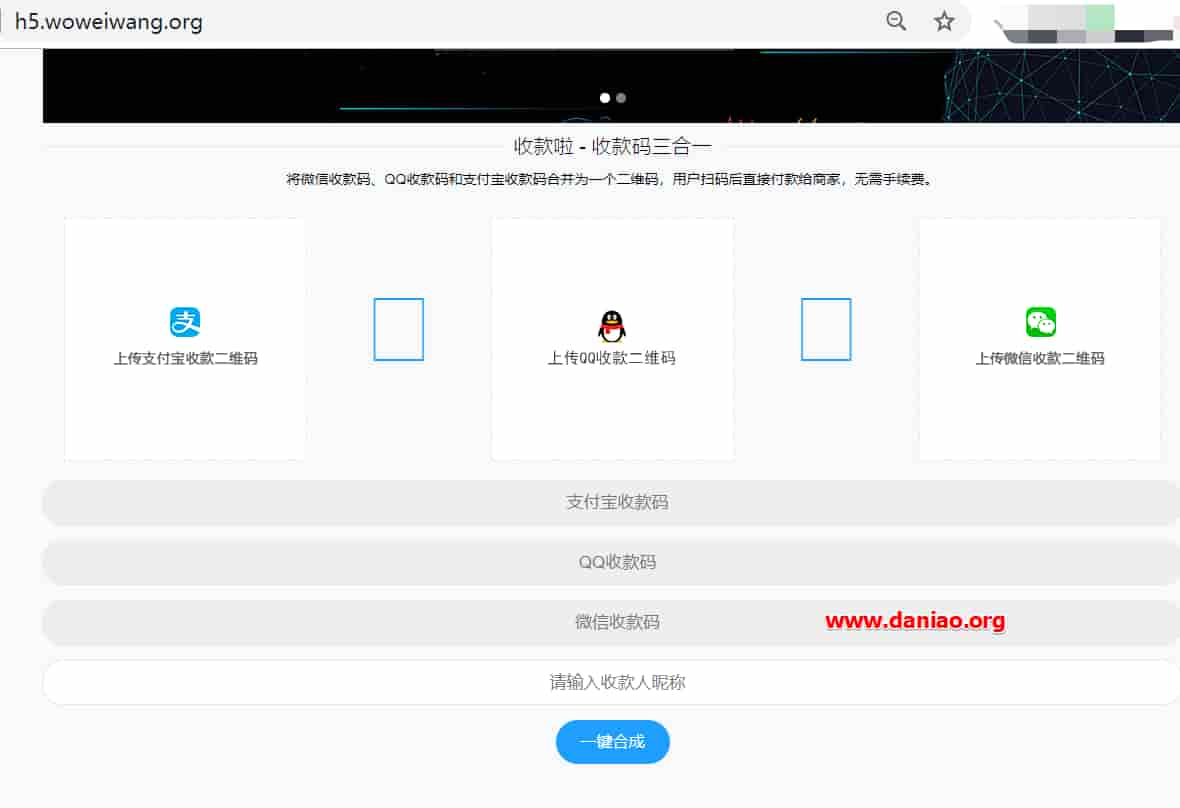 h5.woweiwang.org
收款啦 - 收款码三合一
将微信收款码、QQ收款码和支付宝收款码合并为一个二维码，用户扫码后直接付款给商家，无需手续费。
支
上传支付宝收款二维码
上传QQ收款二维码
上传微信收款二维码
支付宝收款码
QQ收款码
微信收款码
www.daniao.org
请输入收款人昵称
一键合成